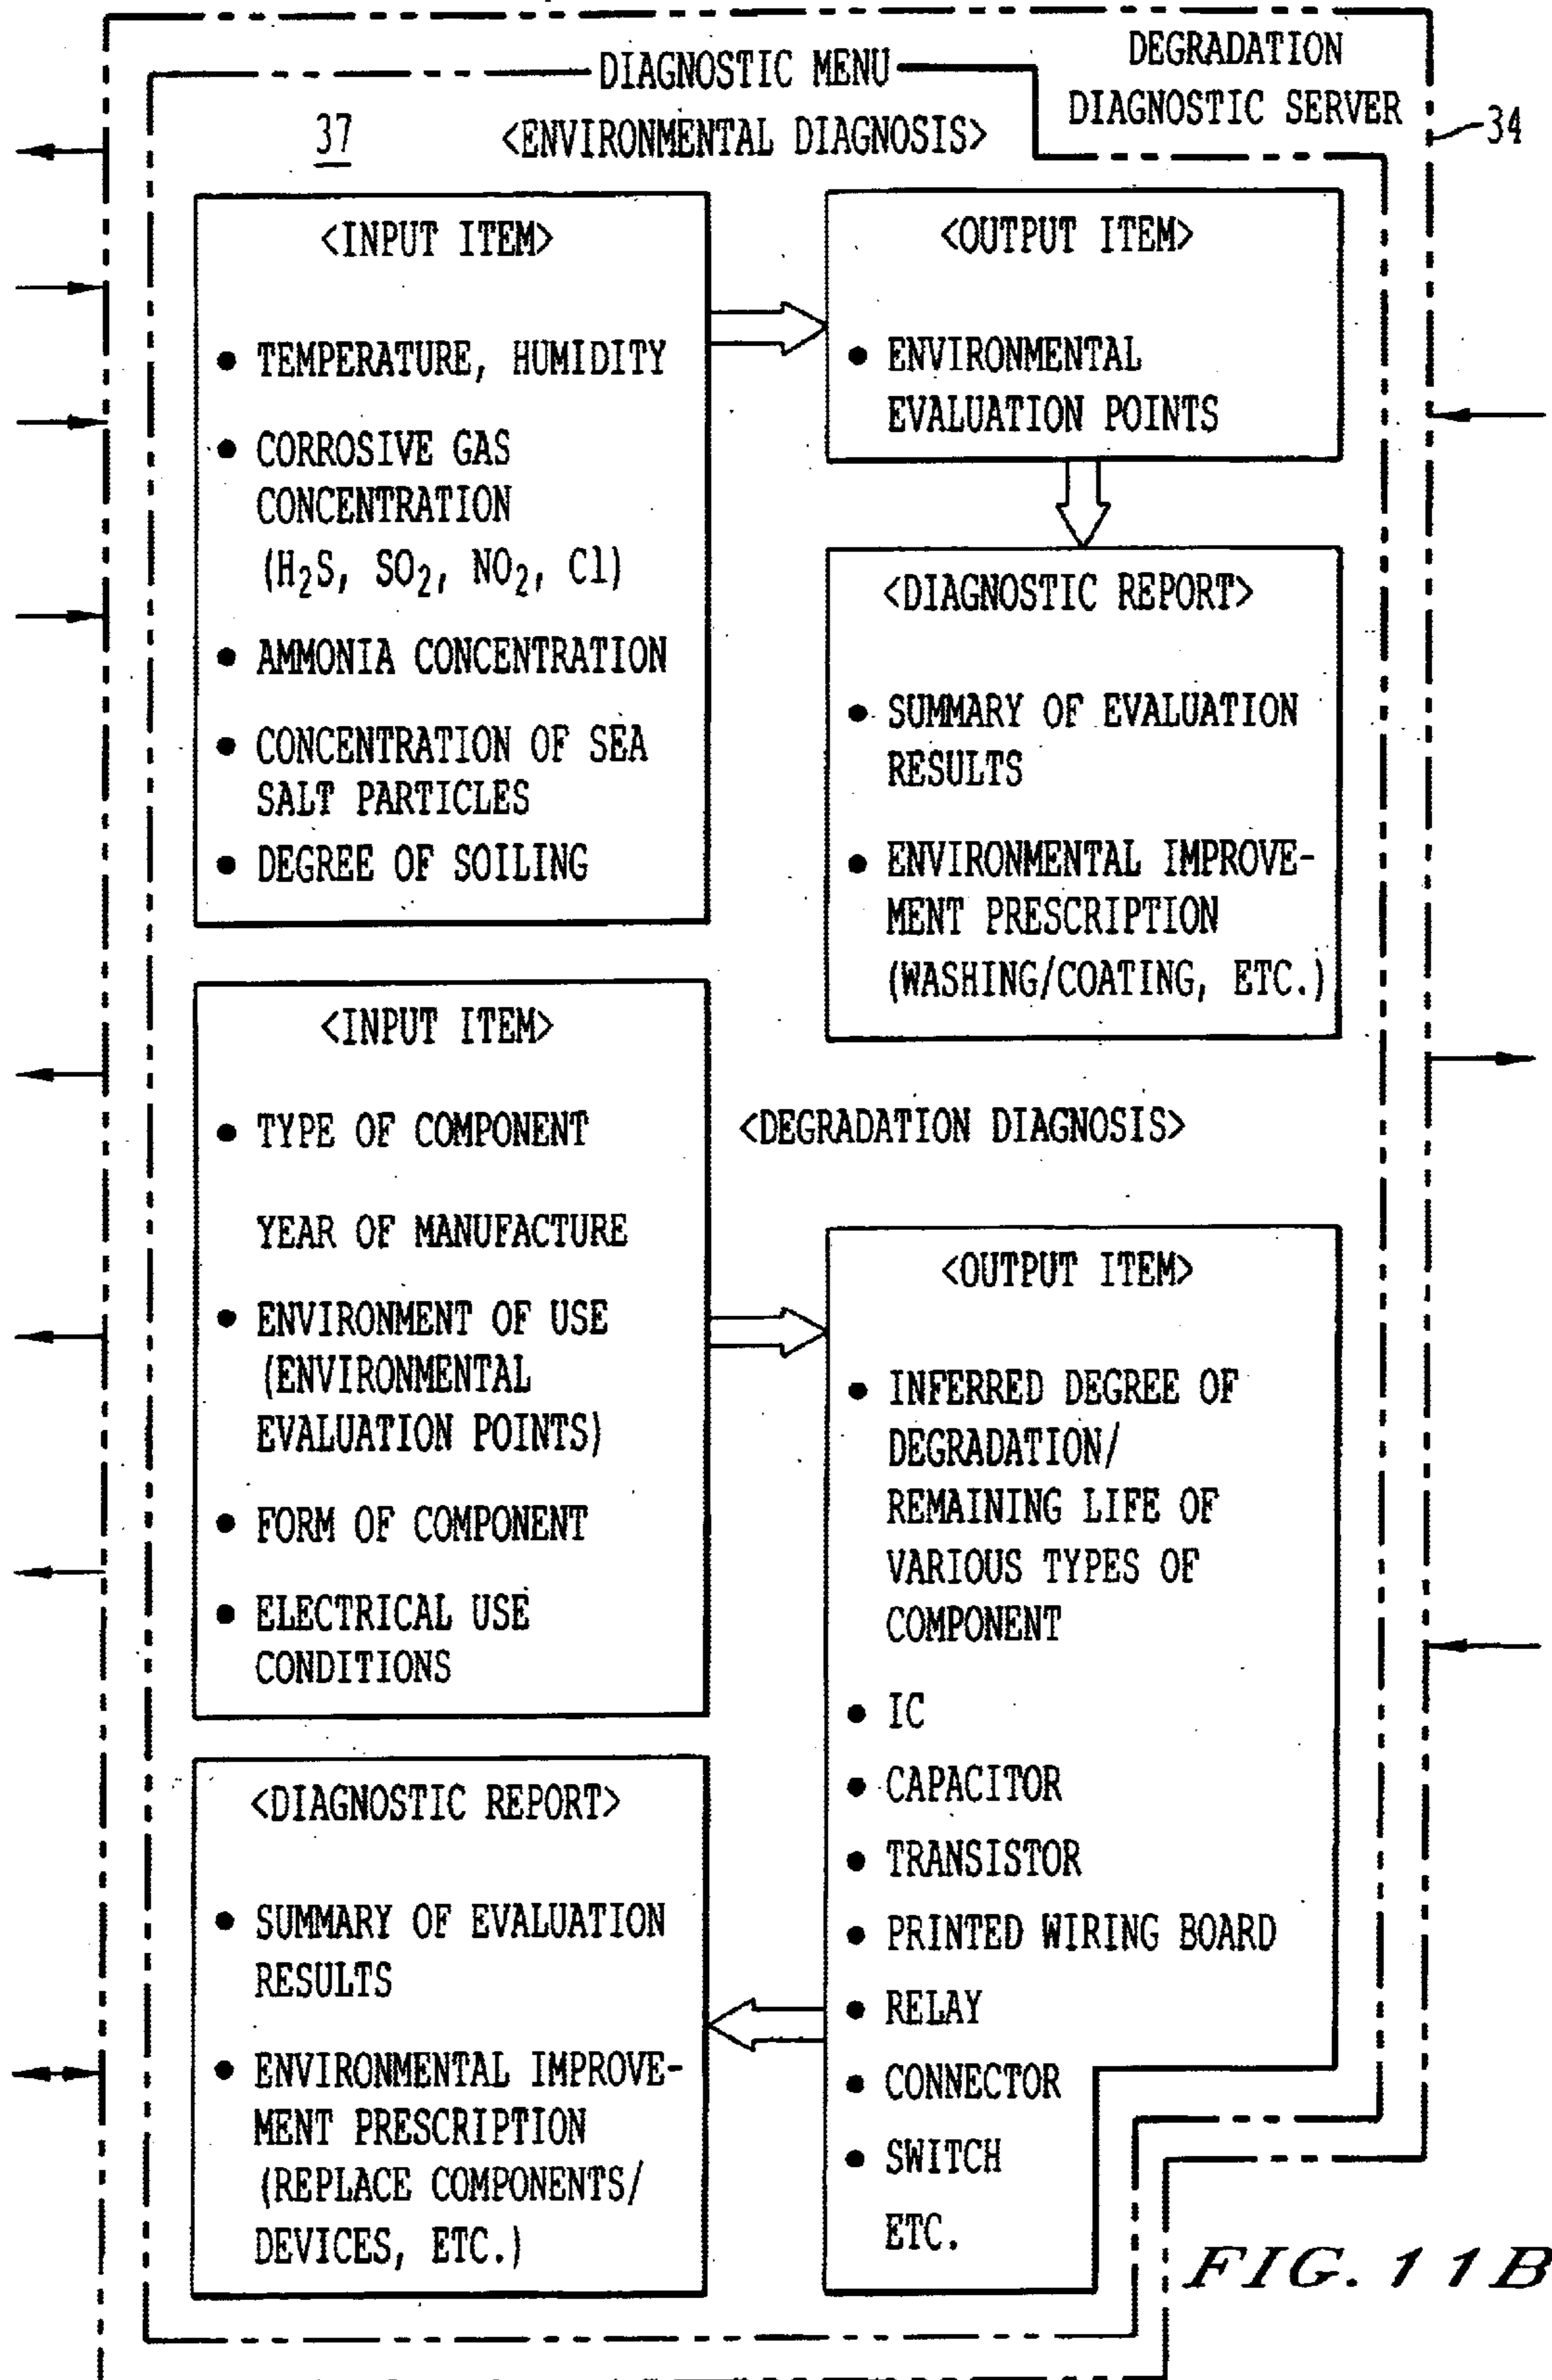 DEGRADATION
DIAGNOSTIC SERVER
34
DIAGNOSTIC MENU
37
<ENVIRONMENTAL DIAGNOSIS>
<INPUT ITEM>
• TEMPERATURE, HUMIDITY
• CORROSIVE GAS
CONCENTRATION
(H₂S, SO₂, NO₂, Cl)
• AMMONIA CONCENTRATION
• CONCENTRATION OF SEA
SALT PARTICLES
• DEGREE OF SOILING
<OUTPUT ITEM>
• ENVIRONMENTAL
EVALUATION POINTS
<DIAGNOSTIC REPORT>
• SUMMARY OF EVALUATION
RESULTS
• ENVIRONMENTAL IMPROVE-
MENT PRESCRIPTION
(WASHING/COATING, ETC.)
<DEGRADATION DIAGNOSIS>
<INPUT ITEM>
• TYPE OF COMPONENT
YEAR OF MANUFACTURE
• ENVIRONMENT OF USE
(ENVIRONMENTAL
EVALUATION POINTS)
• FORM OF COMPONENT
• ELECTRICAL USE
CONDITIONS
<OUTPUT ITEM>
• INFERRED DEGREE OF
DEGRADATION/
REMAINING LIFE OF
VARIOUS TYPES OF
COMPONENT
• IC
• CAPACITOR
• TRANSISTOR
• PRINTED WIRING BOARD
• RELAY
• CONNECTOR
• SWITCH
ETC.
<DIAGNOSTIC REPORT>
• SUMMARY OF EVALUATION
RESULTS
• ENVIRONMENTAL IMPROVE-
MENT PRESCRIPTION
(REPLACE COMPONENTS/
DEVICES, ETC.)
FIG. 11B